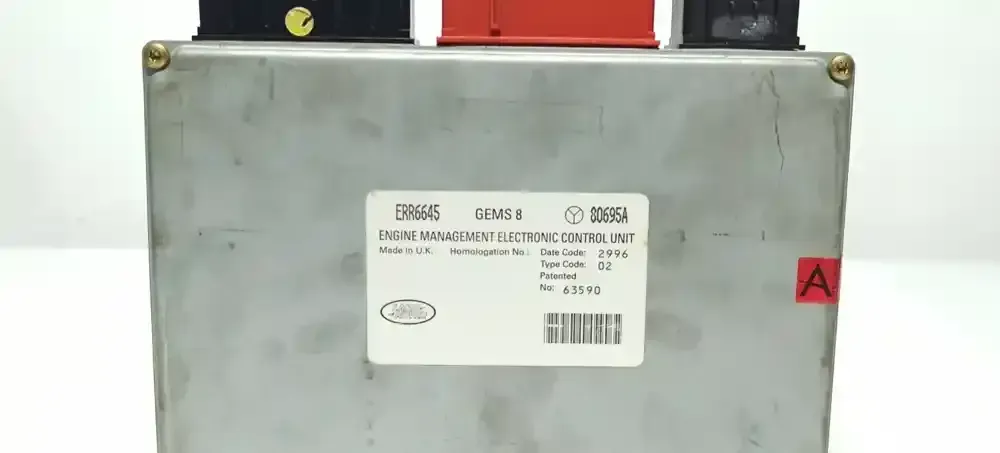 ERR6645 GEMS 8 80695A
ENGINE MANAGEMENT ELECTRONIC CONTROL UNIT
Made in U.K. Homologation No: Date Code: 2996
Type Code: 02
Patented
No: 63590
A